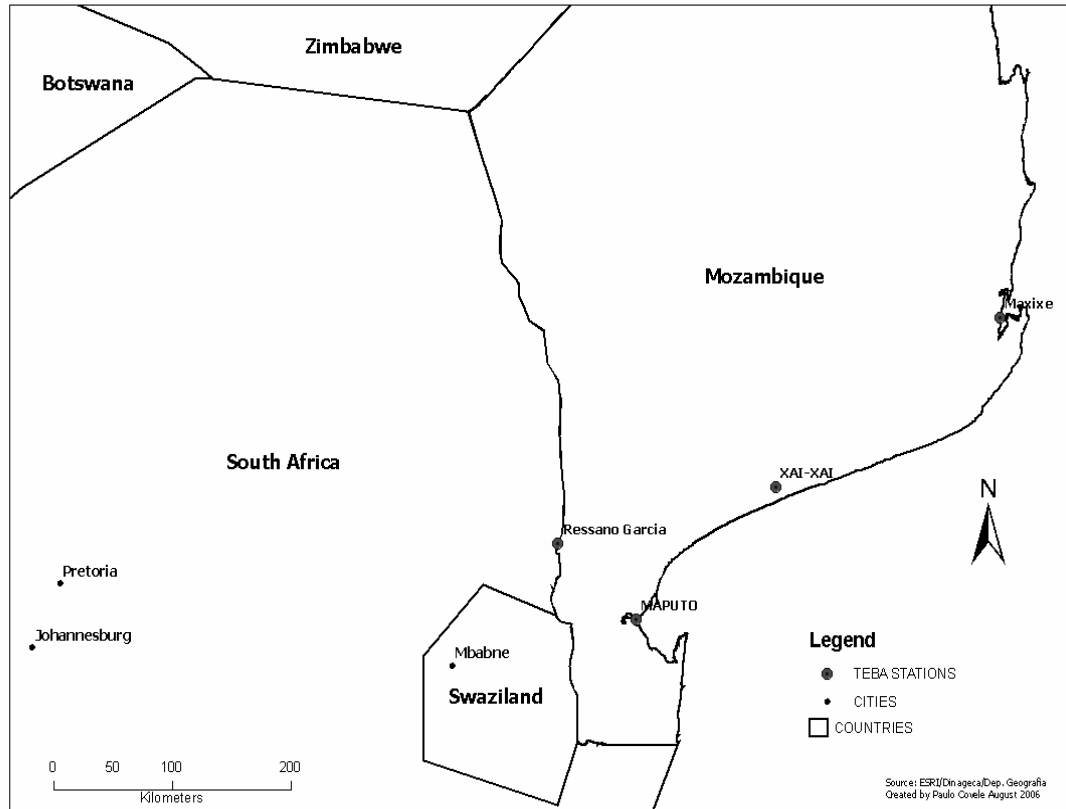 Zimbabwe
Botswana
Mozambique
Maxixe
South Africa
XAI-XAI
N
Ressano Garcia
Pretoria
MAPUTO
Johannesburg
Mbabne
Swaziland
Legend
TEBA STATIONS
CITIES
COUNTRIES
0 50 100 200
Kilometers
Source: ESRI/Dinageca/Dep. Geografia
Created by Paulo Covele August 2006